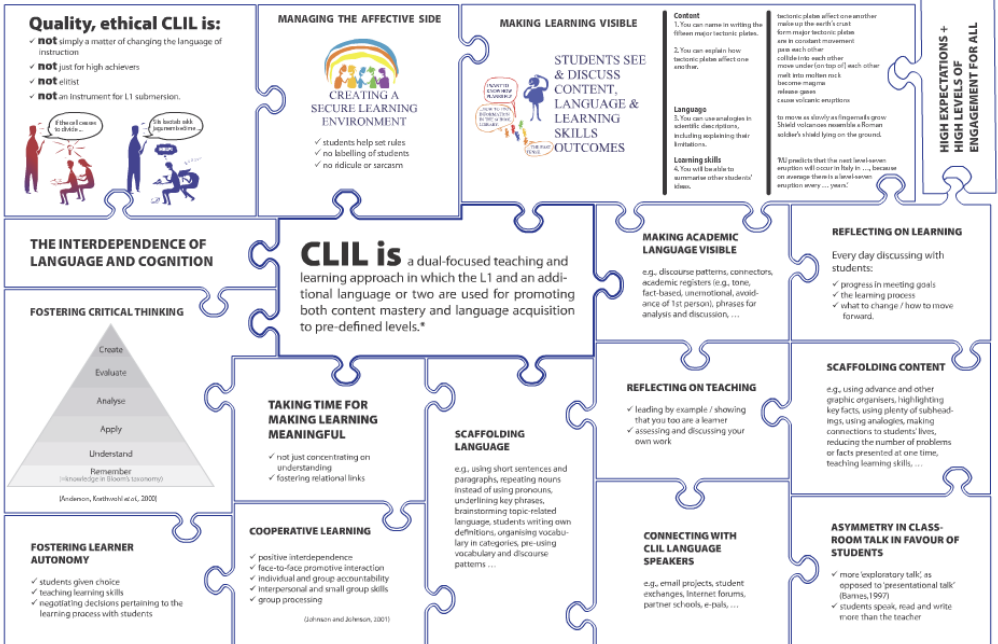 Quality, ethical CLIL is:
✓ not simply a matter of changing the language of
instruction
✓ not just for high achievers
✓ not elitist
✓ not an Instrument for L1 submersion.
If the cell ceases
to divide ...
HELP!
MANAGING THE AFFECTIVE SIDE
CREATING A
SECURE LEARNING
ENVIRONMENT
✓ students help set rules
✓ no labelling of students
✓ no ridicule or sarcasm
MAKING LEARNING VISIBLE
STUDENTS SEE
& DISCUSS
CONTENT,
LANGUAGE &
LEARNING
SKILLS
OUTCOMES
Content
1. You can name in writing the
fifteen major tectonic plates.
2. You can explain how
tectonic plates affect one
another.
Language
3. You can use analogies in
scientific descriptions,
including explaining their
limitations.
Learning skills
4. You will be able to
summarise other students'
ideas.
tectonic plates affect one another
make up the earth's crust
form major tectonic plates
are in constant movement
pass each other
collide into each other
move under (on top of) each other
melt into molten rock
become magma
release gases
cause volcanic eruptions
to move as slowly as fingernails grow
Shield volcanoes resemble a Roman
soldier's shield lying on the ground.
predicts that the next level-seven
eruption will occur in Italy in ..., because
on average there is a level-seven
eruption every ... years.'
HIGH EXPECTATIONS +
HIGH LEVELS OF
ENGAGEMENT FOR ALL
THE INTERDEPENDENCE OF
LANGUAGE AND COGNITION
FOSTERING CRITICAL THINKING
Create
Evaluate
Analyse
Apply
Understand
Remember
(=knowledge in Bloom's taxonomy)
(Anderson, Krathwohl et al., 2000)
CLIL is a dual-focused teaching and
learning approach in which the L1 and an addi-
tional language or two are used for promoting
both content mastery and language acquisition
to pre-defined levels.*
MAKING ACADEMIC
LANGUAGE VISIBLE
e.g., discourse patterns, connectors,
academic registers (e.g., tone,
fact-based, unemotional, avoid-
ance of 1st person), phrases for
analysis and discussion, ...
REFLECTING ON LEARNING
Every day discussing with
students:
✓ progress in meeting goals
✓ the learning process
✓ what to change / how to move
forward.
TAKING TIME FOR
MAKING LEARNING
MEANINGFUL
✓ not just concentrating on
understanding
✓ fostering relational links
SCAFFOLDING
LANGUAGE
e.g., using short sentences and
paragraphs, repeating nouns
instead of using pronouns,
underlining key phrases,
brainstorming topic-related
language, students writing own
definitions, organising vocabu-
lary in categories, pre-using
vocabulary and discourse
patterns ...
REFLECTING ON TEACHING
✓ leading by example / showing
that you too are a learner
✓ assessing and discussing your
own work
SCAFFOLDING CONTENT
e.g., using advance and other
graphic organisers, highlighting
key facts, using plenty of subhead-
ings, using analogies, making
connections to students' lives,
reducing the number of problems
or facts presented at one time,
teaching learning skills, ...
FOSTERING LEARNER
AUTONOMY
✓ students given choice
✓ teaching learning skills
✓ negotiating decisions pertaining to the
learning process with students
COOPERATIVE LEARNING
✓ positive interdependence
✓ face-to-face promotive interaction
✓ individual and group accountability
✓ interpersonal and small group skills
✓ group processing
(Johnson and Johnson, 2001)
CONNECTING WITH
CLIL LANGUAGE
SPEAKERS
e.g., email projects, student
exchanges, Internet forums,
partner schools, e-pals, ...
ASYMMETRY IN CLASS-
ROOM TALK IN FAVOUR OF
STUDENTS
✓ more 'exploratory talk', as
opposed to 'presentational talk'
(Barnes,1997)
✓ students speak, read and write
more than the teacher